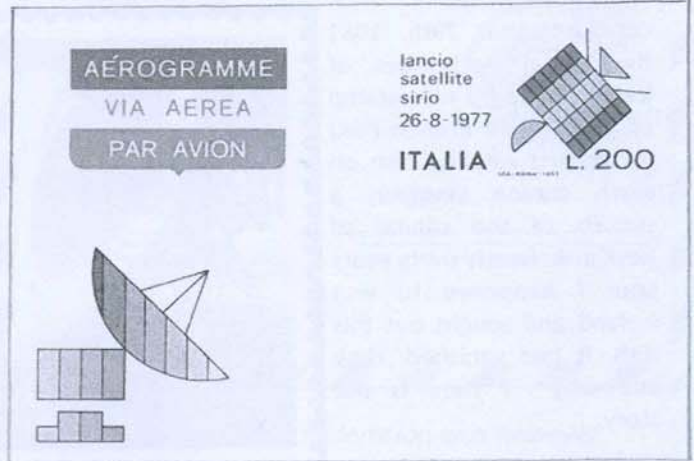 AÉROGRAMME
VIA AEREA
PAR AVION
lancio
satellite
sirio
26-8-1977
ITALIA
L. 200